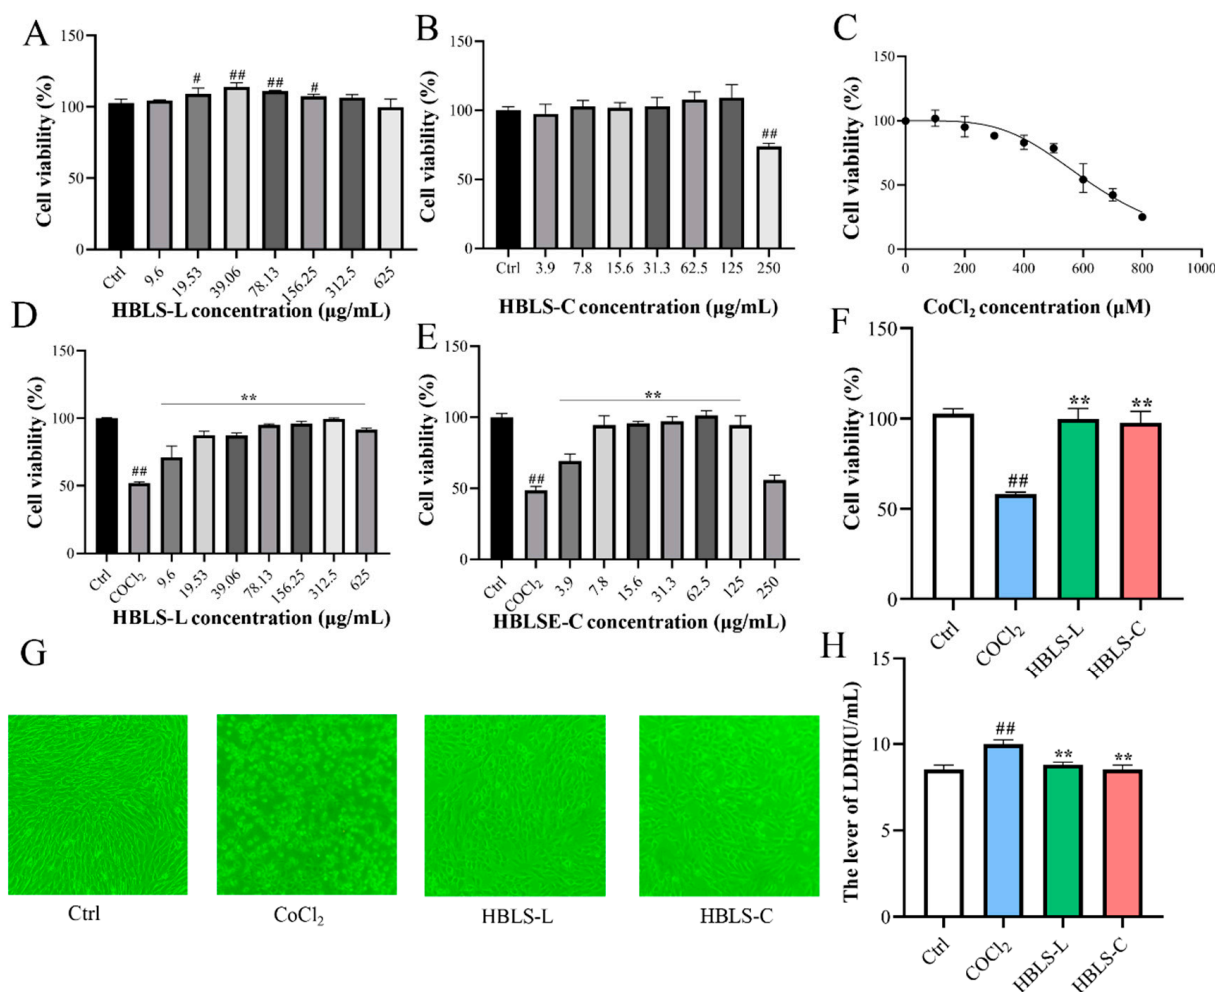 A
Cell viability (%)
150
100
50
0
# ## ## #
Ctrl 9.6 19.53 39.06 78.13 156.25 312.5 625
HBLS-L concentration (μg/mL)
B
Cell viability (%)
150
100
50
0
##
Ctrl 3.9 7.8 15.6 31.3 62.5 125 250
HBLS-C concentration (μg/mL)
C
Cell viability (%)
150
100
50
0
0 200 400 600 800 1000
CoCl₂ concentration (μM)
D
Cell viability (%)
150
100
50
0
**
##
Ctrl COCl₂ 9.6 19.53 39.06 78.13 156.25 312.5 625
HBLS-L concentration (μg/mL)
E
Cell viability (%)
150
100
50
0
**
##
Ctrl COCl₂ 3.9 7.8 15.6 31.3 62.5 125 250
HBLSE-C concentration (μg/mL)
F
Cell viability (%)
150
100
50
0
## ** **
Ctrl COCl₂ HBLS-L HBLS-C
G
Ctrl
CoCl₂
HBLS-L
HBLS-C
H
The lever of LDH(U/mL)
15
10
5
0
## ** **
Ctrl COCl₂ HBLS-L HBLS-C